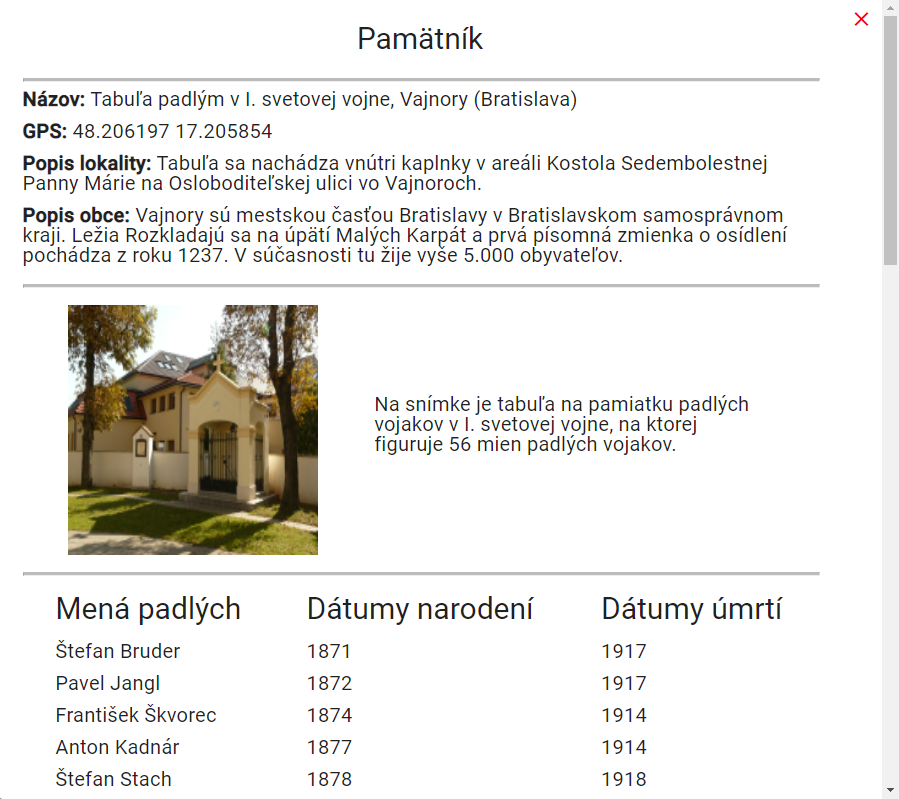 Pamätník
Názov: Tabuľa padlým v I. svetovej vojne, Vajnory (Bratislava)
GPS: 48.206197 17.205854
Popis lokality: Tabuľa sa nachádza vnútri kaplnky v areáli Kostola Sedembolestnej
Panny Márie na Osloboditeľskej ulici vo Vajnoroch.
Popis obce: Vajnory sú mestskou časťou Bratislavy v Bratislavskom samosprávnom
kraji. Ležia Rozkladajú sa na úpätí Malých Karpát a prvá písomná zmienka o osídlení
pochádza z roku 1237. V súčasnosti tu žije vyše 5.000 obyvateľov.
Na snímke je tabuľa na pamiatku padlých
vojakov v I. svetovej vojne, na ktorej
figuruje 56 mien padlých vojakov.
Mená padlých Dátumy narodení Dátumy úmrtí
Štefan Bruder 1871 1917
Pavel Jangl 1872 1917
František Škvorec 1874 1914
Anton Kadnár 1877 1914
Štefan Stach 1878 1918